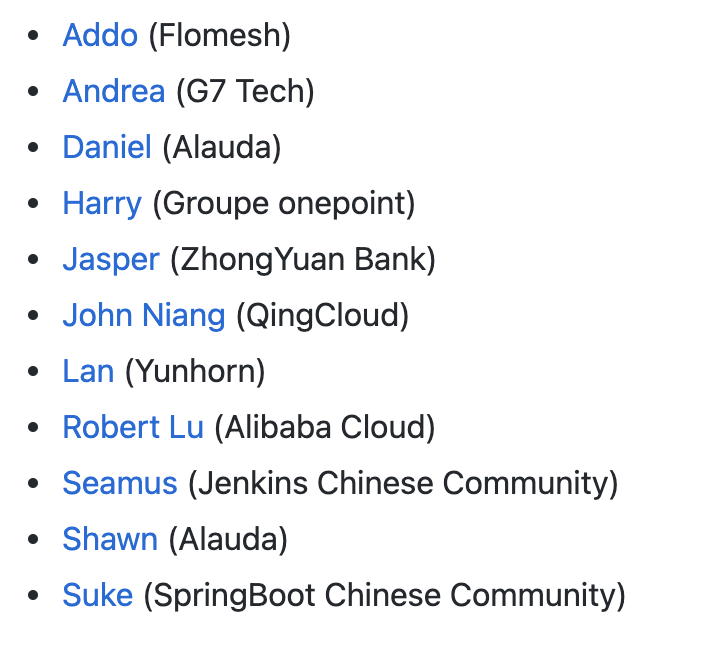 • Addo (Flomesh)
• Andrea (G7 Tech)
• Daniel (Alauda)
• Harry (Groupe onepoint)
• Jasper (ZhongYuan Bank)
• John Niang (QingCloud)
• Lan (Yunhorn)
• Robert Lu (Alibaba Cloud)
• Seamus (Jenkins Chinese Community)
• Shawn (Alauda)
• Suke (SpringBoot Chinese Community)